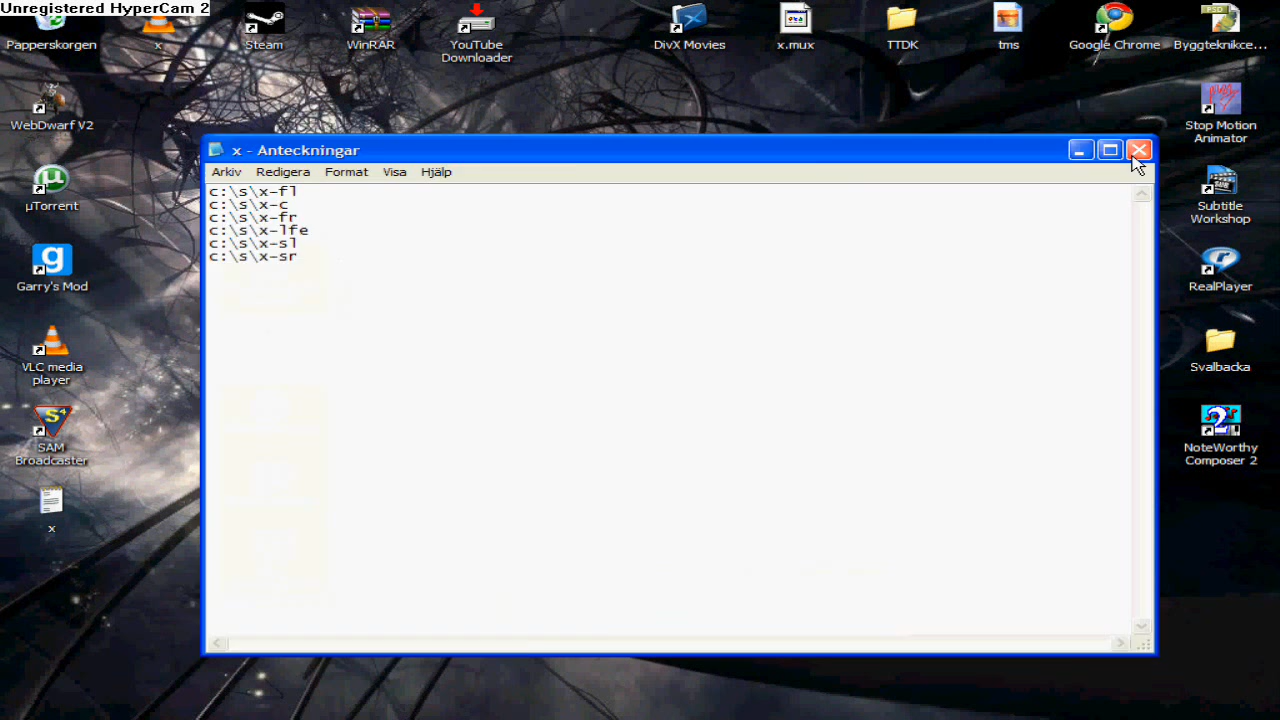 Unregistered HyperCam 2
Papperskorgen
x
Steam
WinRAR
YouTube
Downloader
DivX Movies
x.mux
TTDK
tms
Google Chrome
Byggteknikce...
WebDwarf V2
µTorrent
Garry's Mod
VLC media
player
SAM
Broadcaster
x
x - Anteckningar
Arkiv Redigera Format Visa Hjälp
c:\s\x-fl
c:\s\x-c
c:\s\x-fr
c:\s\x-lfe
c:\s\x-sl
c:\s\x-sr
Stop Motion
Animator
Subtitle
Workshop
RealPlayer
Svalbacka
NoteWorthy
Composer 2